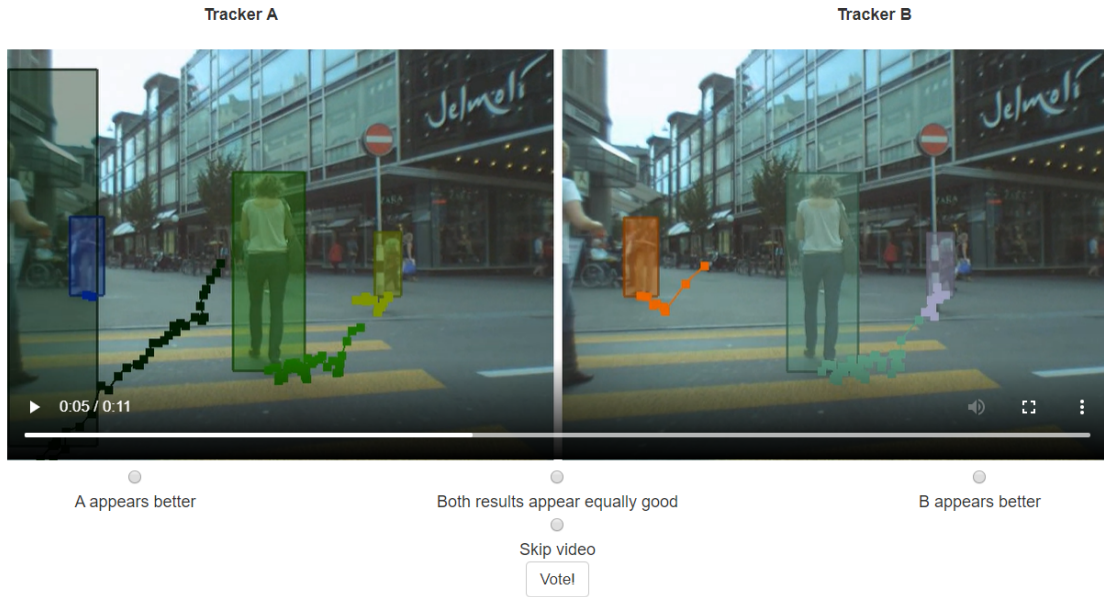 Tracker A
Tracker B
Jelmoli
Jelmoli
ZARA
0:05 / 0:11
A appears better
Both results appear equally good
B appears better
Skip video
Vote!